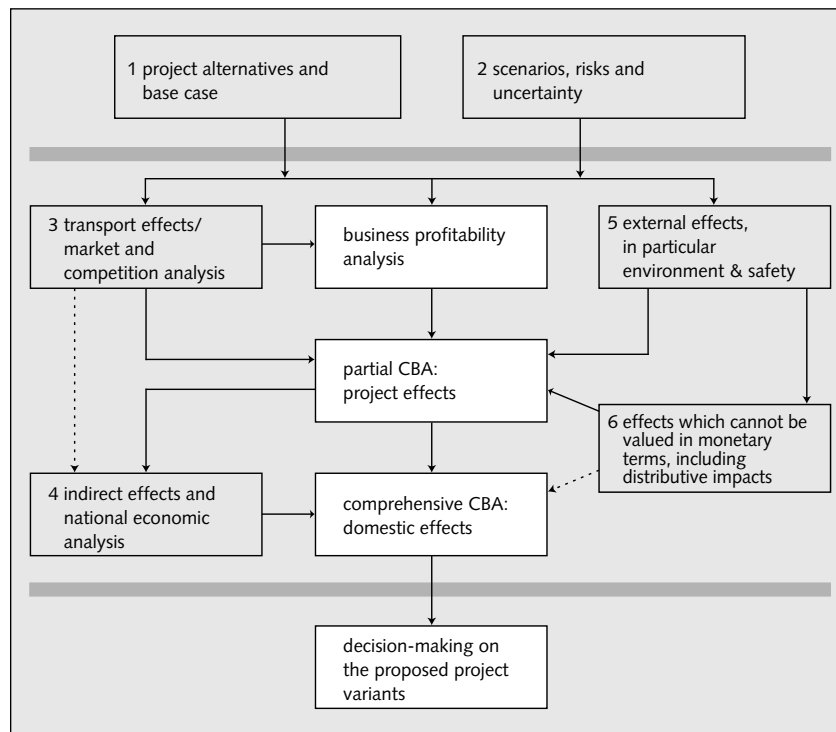 1 project alternatives and
base case
2 scenarios, risks and
uncertainty
3 transport effects/
market and
competition analysis
business profitability
analysis
5 external effects,
in particular
environment & safety
partial CBA:
project effects
6 effects which cannot be
valued in monetary
terms, including
distributive impacts
4 indirect effects and
national economic
analysis
comprehensive CBA:
domestic effects
decision-making on
the proposed project
variants